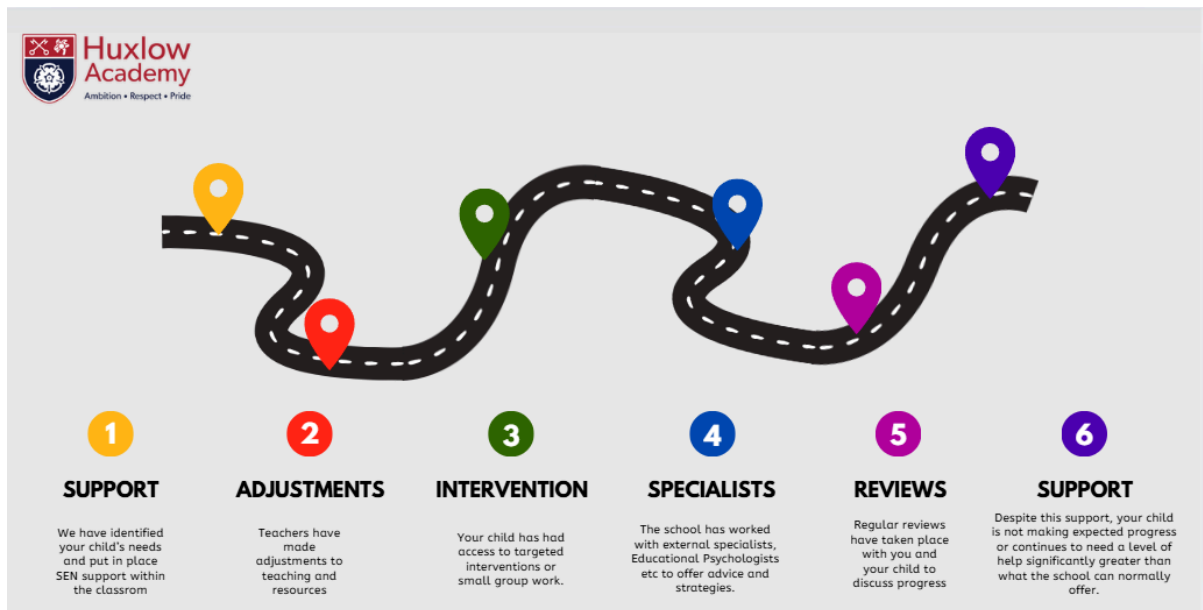 Huxlow
Academy
Ambition • Respect • Pride
1
SUPPORT
We have identified
your child's needs
and put in place
SEN support within
the classrom
2
ADJUSTMENTS
Teachers have
made
adjustments to
teaching and
resources
3
INTERVENTION
Your child has had
access to targeted
interventions or
small group work.
4
SPECIALISTS
The school has worked
with external specialists,
Educational Psychologists
etc to offer advice and
strategies.
5
REVIEWS
Regular reviews
have taken place
with you and
your child to
discuss progress
6
SUPPORT
Despite this support, your child
is not making expected progress
or continues to need a level of
help significantly greater than
what the school can normally
offer.